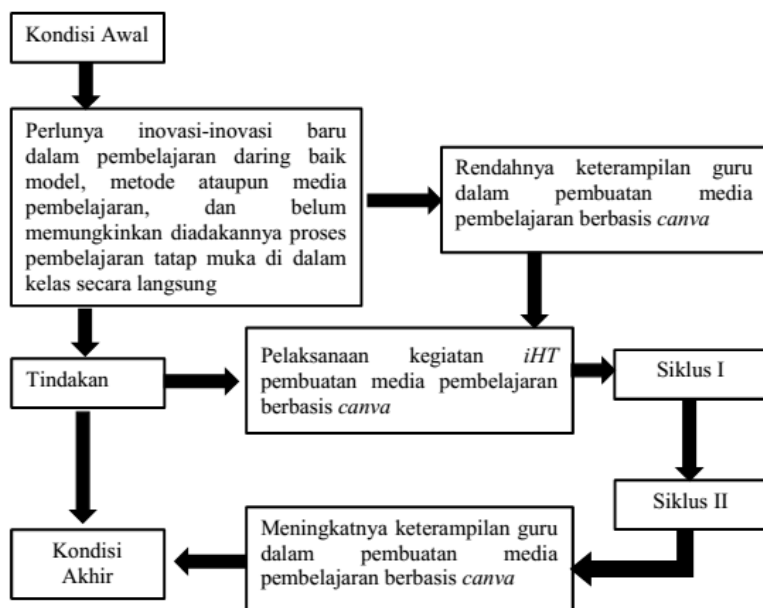 Kondisi Awal
Perlunya inovasi-inovasi baru
dalam pembelajaran daring baik
model, metode ataupun media
pembelajaran, dan belum
memungkinkan diadakannya proses
pembelajaran tatap muka di dalam
kelas secara langsung
Rendahnya keterampilan guru
dalam pembuatan media
pembelajaran berbasis canva
Tindakan
Pelaksanaan kegiatan iHT
pembuatan media pembelajaran
berbasis canva
Siklus I
Siklus II
Meningkatnya keterampilan guru
dalam pembuatan media
pembelajaran berbasis canva
Kondisi
Akhir